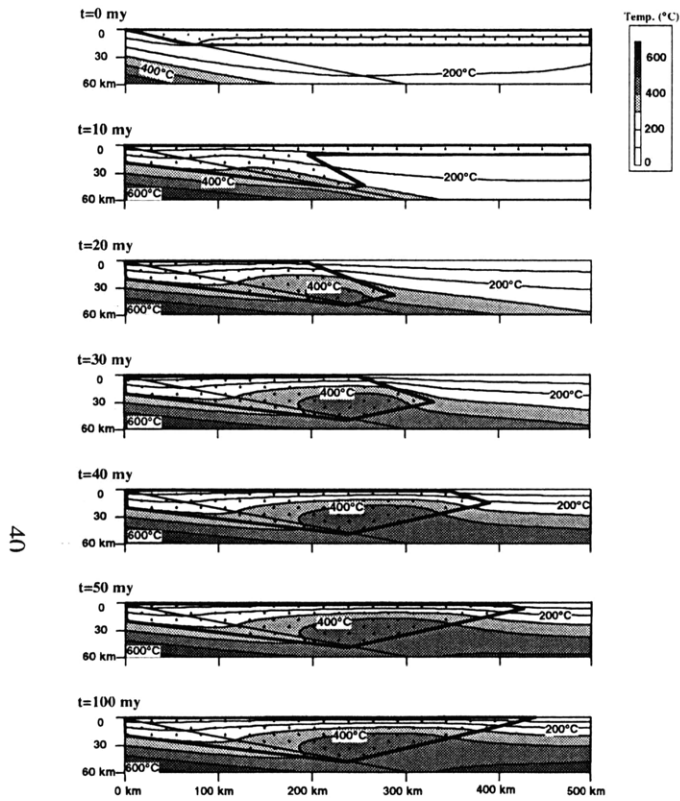 t=0 my
Temp. (°C)
0
30
60 km
400°C
200°C
600
400
200
0
t=10 my
0
30
60 km
400°C
600°C
200°C
t=20 my
0
30
60 km
400°C
600°C
200°C
t=30 my
0
30
60 km
400°C
600°C
200°C
t=40 my
0
30
60 km
400°C
600°C
200°C
40
t=50 my
0
30
60 km
400°C
600°C
200°C
t=100 my
0
30
60 km
400°C
600°C
200°C
0 km
100 km
200 km
300 km
400 km
500 km